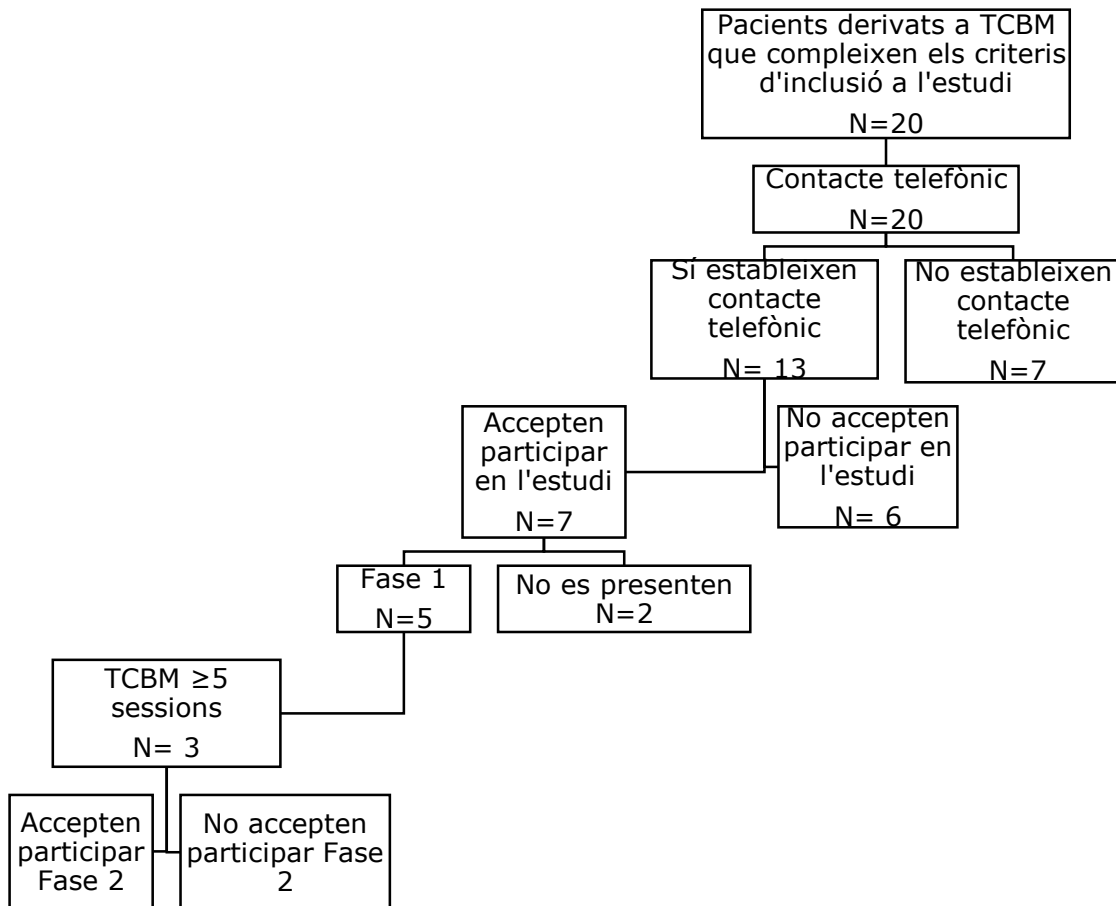 Pacients derivats a TCBM
que compleixen els criteris
d'inclusió a l'estudi
N=20
Contacte telefònic
N=20
Sí estableixen
contacte
telefònic
N= 13
No estableixen
contacte
telefònic
N=7
Accepten
participar
en l'estudi
N=7
No accepten
participar en
l'estudi
N= 6
Fase 1
N=5
No es presenten
N=2
TCBM ≥5
sessions
N= 3
Accepten
participar
Fase 2
No accepten
participar Fase
2